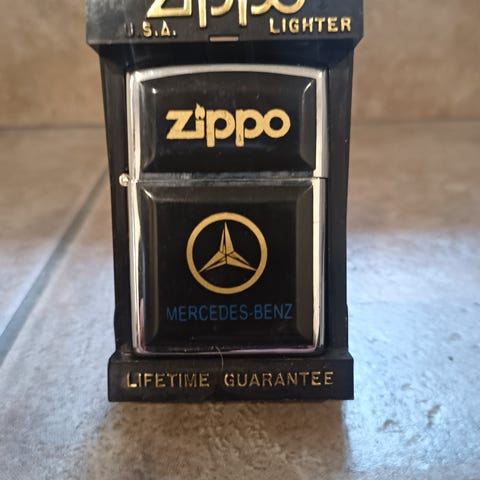 zippo
U.S.A. LIGHTER
zippo
MERCEDES-BENZ
LIFETIME GUARANTEE